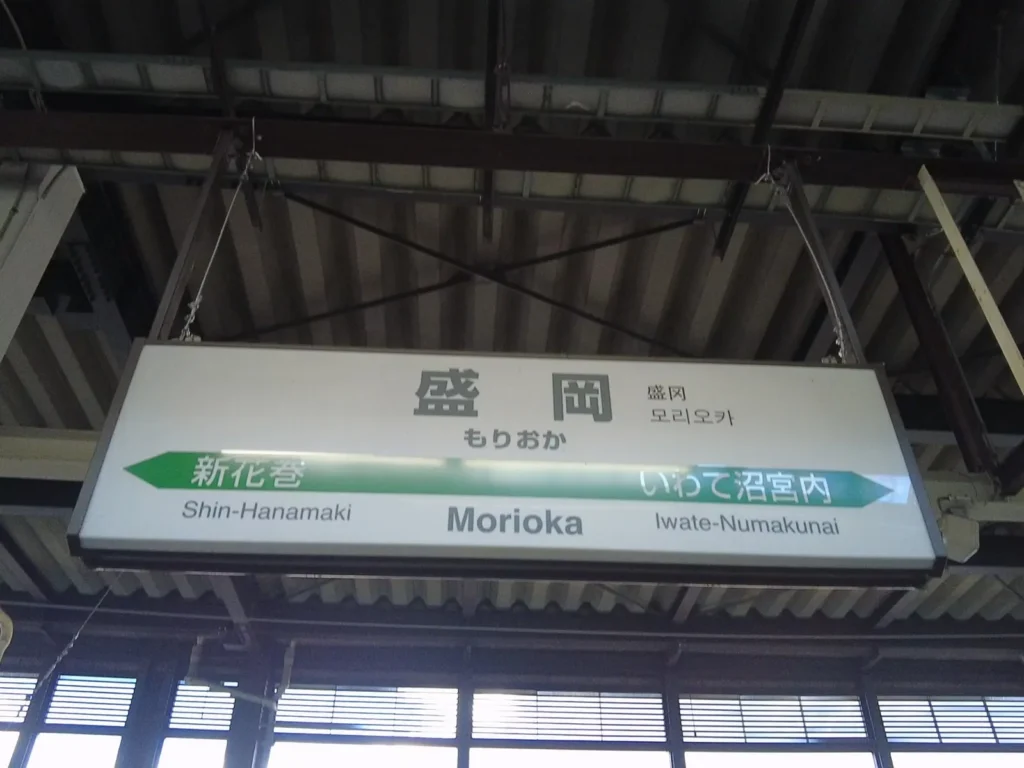 盛岡
盛冈
모리오카
もりおか
新花巻 いわて沼宮内
Shin-Hanamaki Morioka Iwate-Numakunai